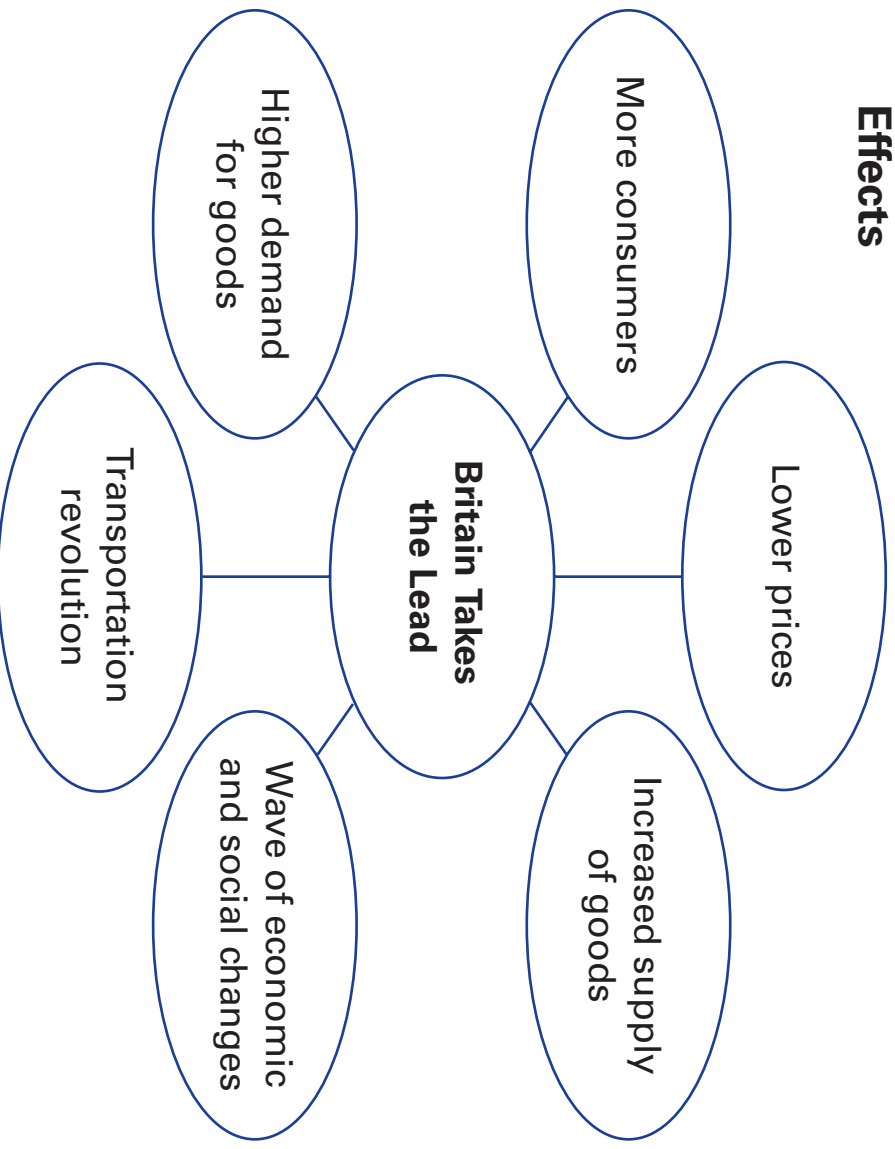 Effects
Lower prices
More consumers
Increased supply
of goods
Britain Takes
the Lead
Higher demand
for goods
Wave of economic
and social changes
Transportation
revolution